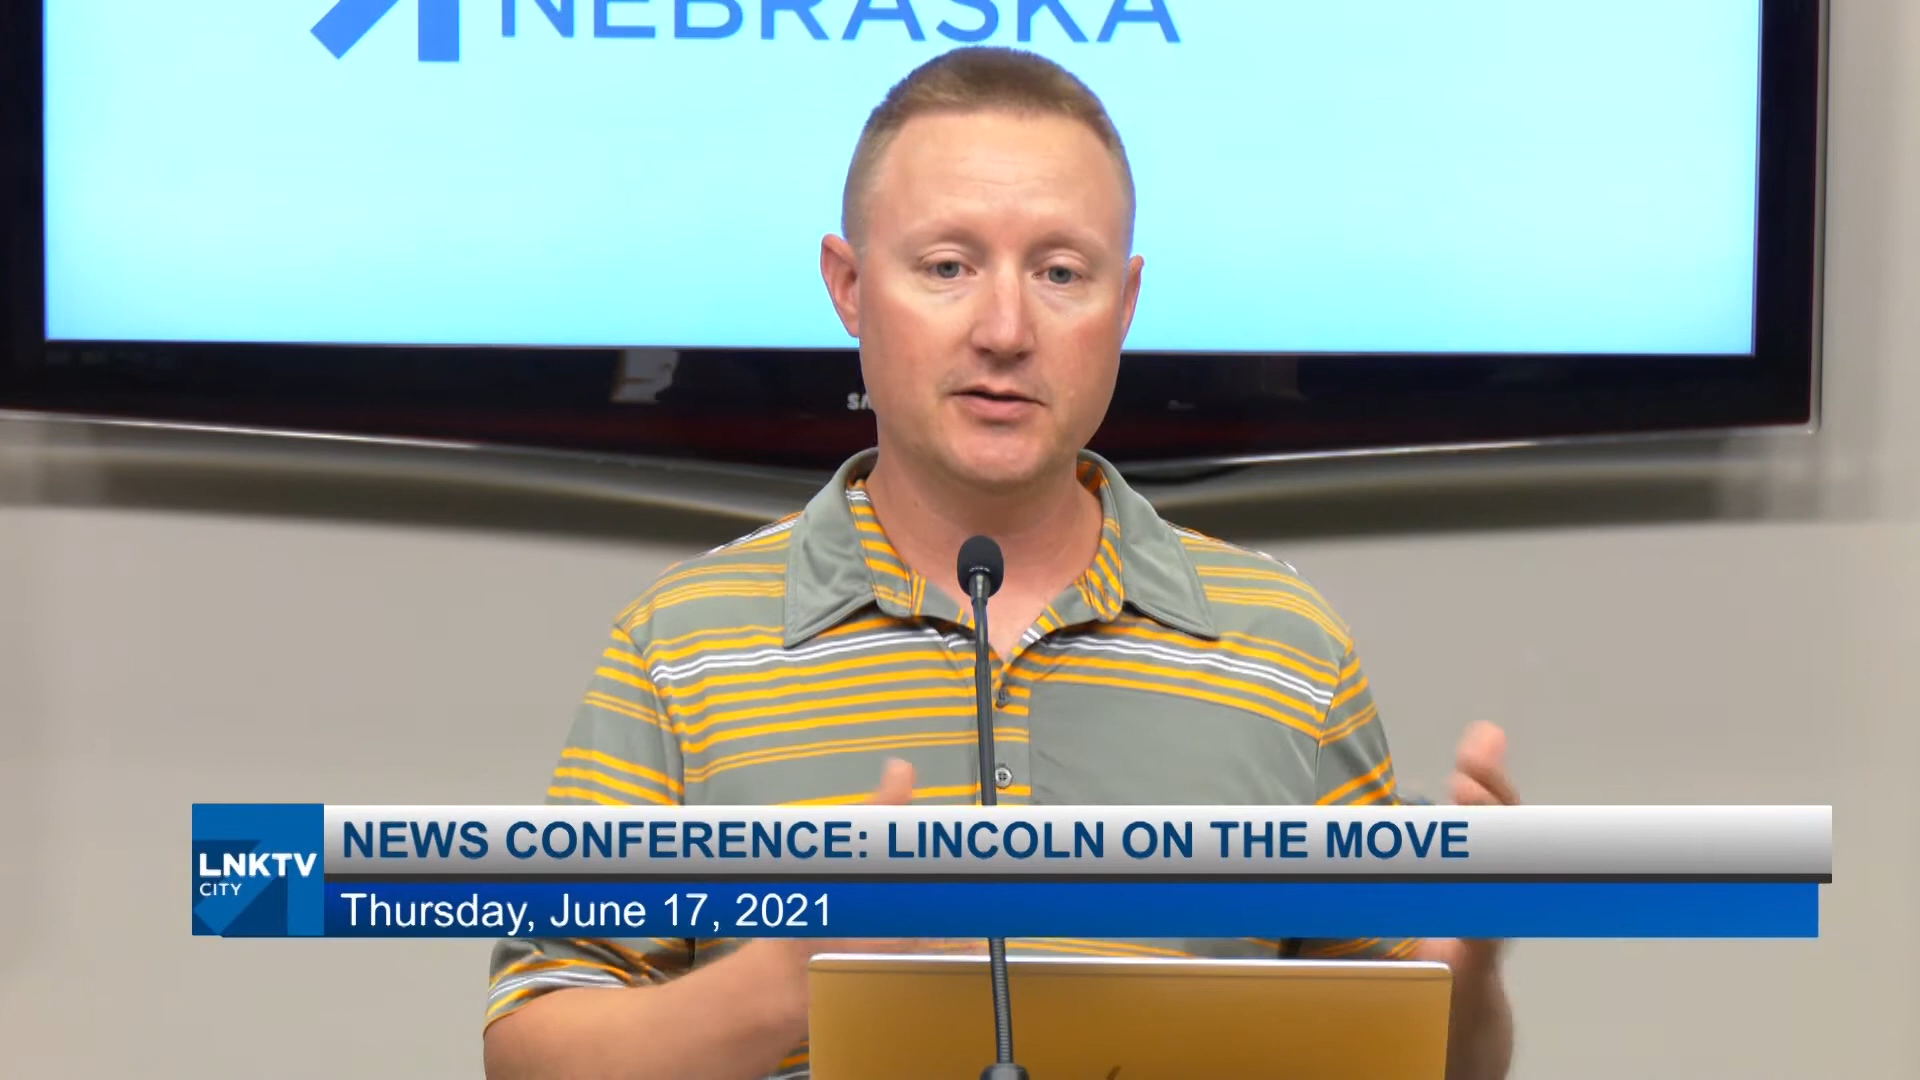 NEBRASKA
NEWS CONFERENCE: LINCOLN ON THE MOVE
LNKTV
CITY
Thursday, June 17, 2021